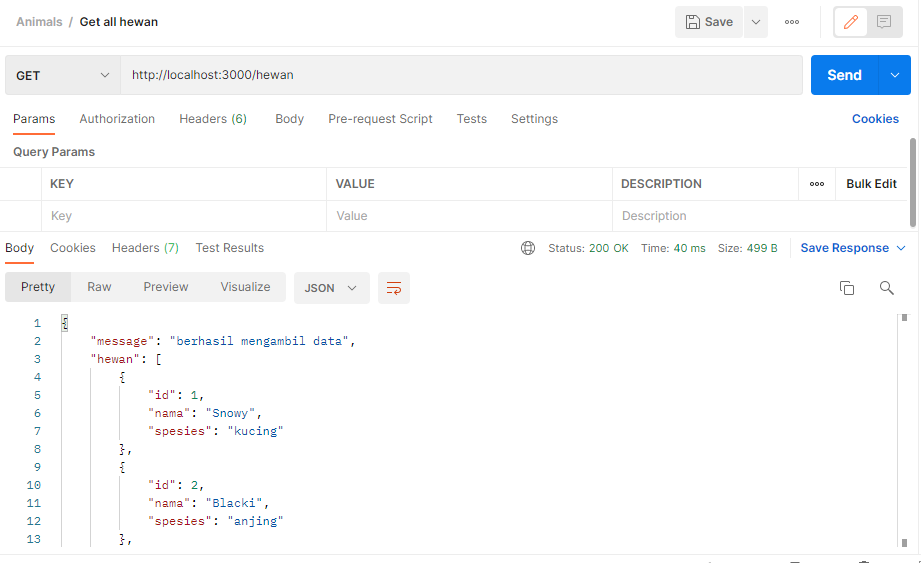 Animals / Get all hewan Save
GET http://localhost:3000/hewan Send
Params Authorization Headers (6) Body Pre-request Script Tests Settings Cookies
Query Params
KEY VALUE DESCRIPTION Bulk Edit
Key Value Description
Body Cookies Headers (7) Test Results Status: 200 OK Time: 40 ms Size: 499 B Save Response
Pretty Raw Preview Visualize JSON
1 {
2 "message": "berhasil mengambil data",
3 "hewan": [
4 {
5 "id": 1,
6 "nama": "Snowy",
7 "spesies": "kucing"
8 },
9 {
10 "id": 2,
11 "nama": "Blacki",
12 "spesies": "anjing"
13 },